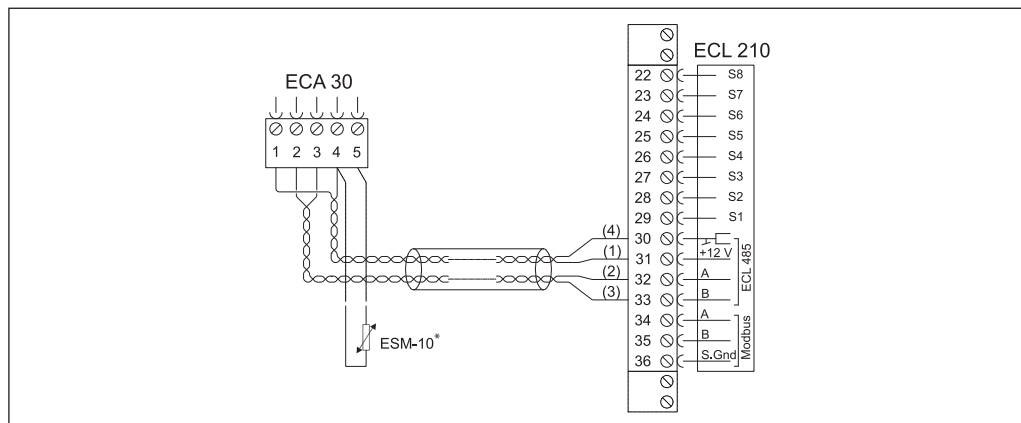 ECA 30
1 2 3 4 5
ESM-10*
(4)
(1)
(2)
(3)
ECL 210
22 S8
23 S7
24 S6
25 S5
26 S4
27 S3
28 S2
29 S1
30
31 +12 V
32 A
33 B
ECL 485
34 A
35 B
36 S.Gnd
Modbus